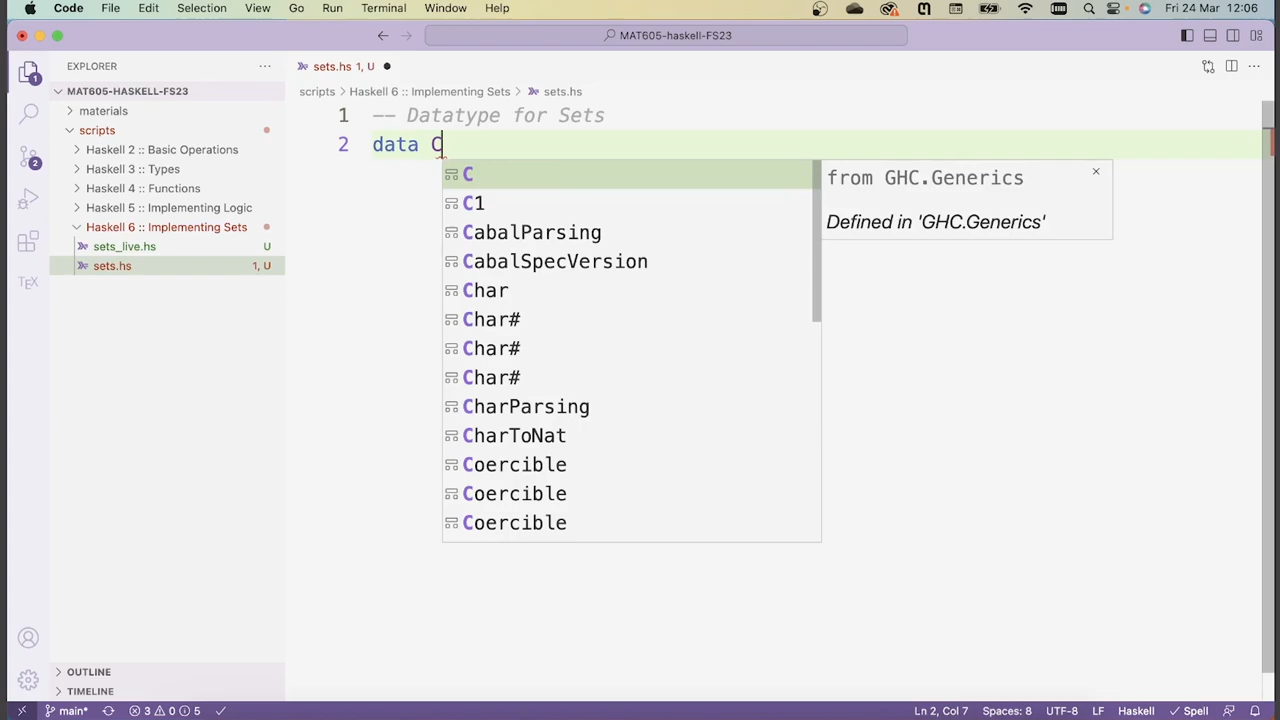 Code File Edit Selection View Go Run Terminal Window Help Fri 24 Mar 12:06
MAT605-haskell-FS23
EXPLORER
sets.hs 1, U
MAT605-HASKELL-FS23
scripts > Haskell 6 :: Implementing Sets > sets.hs
materials
scripts
Haskell 2 :: Basic Operations
Haskell 3 :: Types
Haskell 4 :: Functions
Haskell 5 :: Implementing Logic
Haskell 6 :: Implementing Sets
sets_live.hs U
sets.hs 1, U
1 -- Datatype for Sets
2 data C
C
C1
CabalParsing
CabalSpecVersion
Char
Char#
Char#
Char#
CharParsing
CharToNat
Coercible
Coercible
Coercible
from GHC.Generics
Defined in 'GHC.Generics'
TEX
1
2
OUTLINE
TIMELINE
main* 3 0 5 Ln 2, Col 7 Spaces: 8 UTF-8 LF Haskell Spell